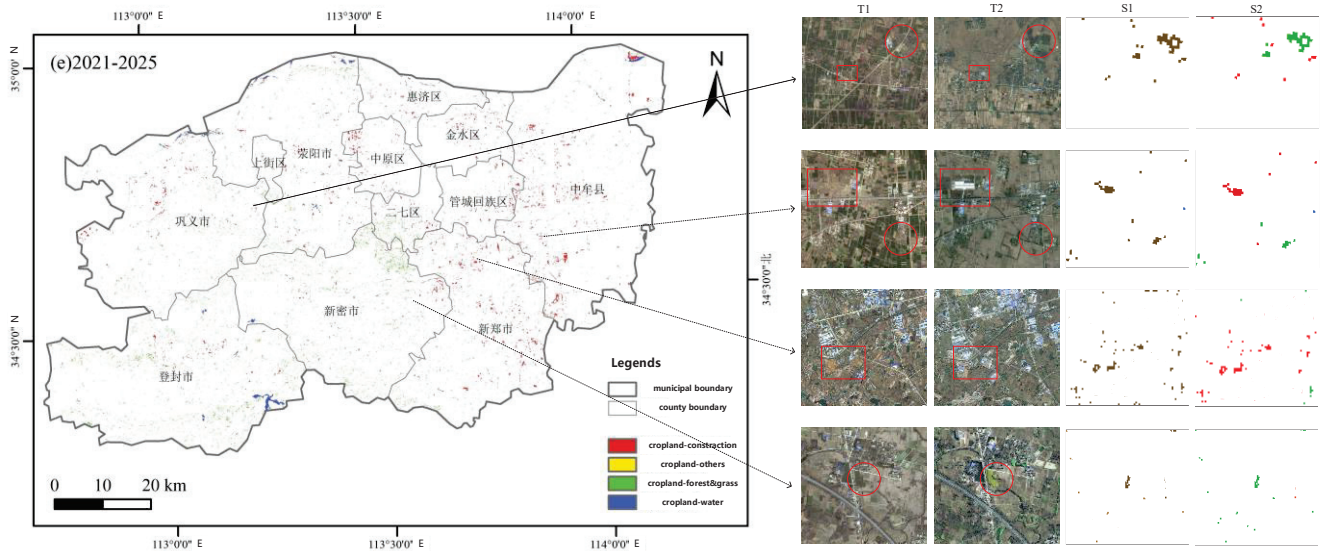 113°0'0" E
113°30'0" E
114°0'0" E
T1
T2
S1
S2
(e)2021-2025
N
35°0'0" N
惠济区
金水区
上街区
荥阳市
中原区
中牟县
巩义市
二七区
管城回族区
34°30'0" 北
新密市
新郑市
34°30'0" N
登封市
Legends
municipal boundary
county boundary
cropland-constraction
cropland-others
cropland-forest&grass
cropland-water
0 10 20 km
113°0'0" E
113°30'0" E
114°0'0" E